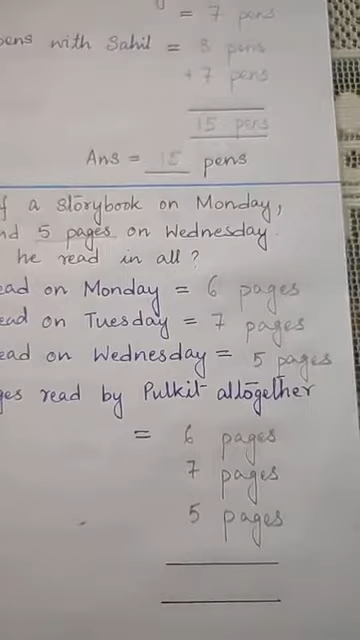 = 7 pens
pens with Sahil = 8 pens
+ 7 pens
15 pens
Ans = 15 pens
of a storybook on Monday,
and 5 pages on Wednesday.
he read in all?
ead on Monday = 6 pages
ead on Tuesday = 7 pages
ead on Wednesday = 5 pages
ges read by Pulkit altogether
= 6 pages
7 pages
5 pages